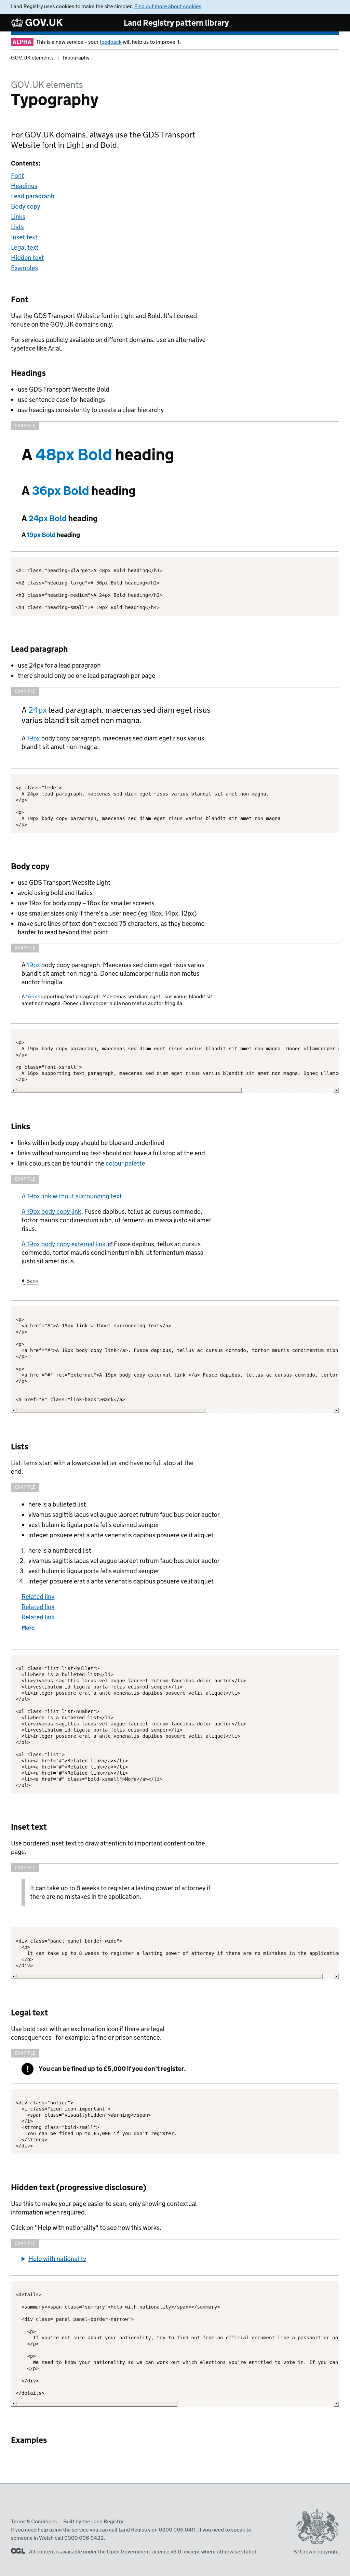 Land Registry uses cookies to make the site simpler. Find out more about cookies
GOV.UK
Land Registry pattern library
ALPHA This is a new service – your feedback will help us to improve it.
GOV.UK elements Typography
GOV.UK elements
Typography
For GOV.UK domains, always use the GDS Transport
Website font in Light and Bold.
Contents:
Font
Headings
Lead paragraph
Body copy
Links
Lists
Inset text
Legal text
Hidden text
Examples
Font
Use the GDS Transport Website font in Light and Bold. It's licensed
for use on the GOV.UK domains only.
For services publicly available on different domains, use an alternative
typeface like Arial.
Headings
• use GDS Transport Website Bold
• use sentence case for headings
• use headings consistently to create a clear hierarchy
EXAMPLE
A 48px Bold heading
A 36px Bold heading
A 24px Bold heading
A 19px Bold heading
<h1 class="heading-xlarge">A 48px Bold heading</h1>
<h2 class="heading-large">A 36px Bold heading</h2>
<h3 class="heading-medium">A 24px Bold heading</h3>
<h4 class="heading-small">A 19px Bold heading</h4>
Lead paragraph
• use 24px for a lead paragraph
• there should only be one lead paragraph per page
EXAMPLE
A 24px lead paragraph, maecenas sed diam eget risus
varius blandit sit amet non magna.
A 19px body copy paragraph, maecenas sed diam eget risus varius
blandit sit amet non magna.
<p class="lede">
A 24px lead paragraph, maecenas sed diam eget risus varius blandit sit amet non magna.
</p>
<p>
A 19px body copy paragraph, maecenas sed diam eget risus varius blandit sit amet non magna.
</p>
Body copy
• use GDS Transport Website Light
• avoid using bold and italics
• use 19px for body copy – 16px for smaller screens
• use smaller sizes only if there's a user need (eg 16px, 14px, 12px)
• make sure lines of text don't exceed 75 characters, as they become
harder to read beyond that point
EXAMPLE
A 19px body copy paragraph. Maecenas sed diam eget risus varius
blandit sit amet non magna. Donec ullamcorper nulla non metus
auctor fringilla.
A 16px supporting text paragraph. Maecenas sed diam eget risus varius blandit sit
amet non magna. Donec ullamcorper nulla non metus auctor fringilla.
<p>
A 19px body copy paragraph, maecenas sed diam eget risus varius blandit sit amet non magna. Donec ullamcorper
</p>
<p class="font-xsmall">
A 16px supporting text paragraph, maecenas sed diam eget risus varius blandit sit amet non magna. Donec
</p>
Links
• links within body copy should be blue and underlined
• links without surrounding text should not have a full stop at the end
• link colours can be found in the colour palette
EXAMPLE
A 19px link without surrounding text
A 19px body copy link. Fusce dapibus, tellus ac cursus commodo,
tortor mauris condimentum nibh, ut fermentum massa justo sit amet
risus.
A 19px body copy external link. Fusce dapibus, tellus ac cursus
commodo, tortor mauris condimentum nibh, ut fermentum massa
justo sit amet risus.
Back
<p>
<a href="#">A 19px link without surrounding text</a>
</p>
<p>
<a href="#">A 19px body copy link</a>. Fusce dapibus, tellus ac cursus commodo, tortor mauris condimentum nibh
</p>
<p>
<a href="#" rel="external">A 19px body copy external link.</a> Fusce dapibus, tellus ac cursus commodo, tortor
</p>
<a href="#" class="link-back">Back</a>
Lists
List items start with a lowercase letter and have no full stop at the
end.
EXAMPLE
• here is a bulleted list
• vivamus sagittis lacus vel augue laoreet rutrum faucibus dolor auctor
• vestibulum id ligula porta felis euismod semper
• integer posuere erat a ante venenatis dapibus posuere velit aliquet
1. here is a numbered list
2. vivamus sagittis lacus vel augue laoreet rutrum faucibus dolor auctor
3. vestibulum id ligula porta felis euismod semper
4. integer posuere erat a ante venenatis dapibus posuere velit aliquet
Related link
Related link
Related link
More
<ul class="list list-bullet">
<li>here is a bulleted list</li>
<li>vivamus sagittis lacus vel augue laoreet rutrum faucibus dolor auctor</li>
<li>vestibulum id ligula porta felis euismod semper</li>
<li>integer posuere erat a ante venenatis dapibus posuere velit aliquet</li>
</ul>
<ol class="list list-number">
<li>here is a numbered list</li>
<li>vivamus sagittis lacus vel augue laoreet rutrum faucibus dolor auctor</li>
<li>vestibulum id ligula porta felis euismod semper</li>
<li>integer posuere erat a ante venenatis dapibus posuere velit aliquet</li>
</ol>
<ul class="list">
<li><a href="#">Related link</a></li>
<li><a href="#">Related link</a></li>
<li><a href="#">Related link</a></li>
<li><a href="#" class="bold-xsmall">More</a></li>
</ul>
Inset text
Use bordered inset text to draw attention to important content on the
page.
EXAMPLE
It can take up to 8 weeks to register a lasting power of attorney if
there are no mistakes in the application.
<div class="panel panel-border-wide">
<p>
It can take up to 8 weeks to register a lasting power of attorney if there are no mistakes in the application
</p>
</div>
Legal text
Use bold text with an exclamation icon if there are legal
consequences - for example, a fine or prison sentence.
EXAMPLE
! You can be fined up to £5,000 if you don't register.
<div class="notice">
<i class="icon icon-important">
<span class="visuallyhidden">Warning</span>
</i>
<strong class="bold-small">
You can be fined up to £5,000 if you don't register.
</strong>
</div>
Hidden text (progressive disclosure)
Use this to make your page easier to scan, only showing contextual
information when required.
Click on "Help with nationality" to see how this works.
EXAMPLE
Help with nationality
<details>
<summary><span class="summary">Help with nationality</span></summary>
<div class="panel panel-border-narrow">
<p>
If you're not sure about your nationality, try to find out from an official document like a passport or
</p>
<p>
We need to know your nationality so we can work out which elections you're entitled to vote in. If you can
</p>
</div>
</details>
Examples
Terms & Conditions Built by the Land Registry
If you need help using the service you can call Land Registry on 0300 006 0411. If you need to speak to
someone in Welsh call 0300 006 0422.
OGL All content is available under the Open Government Licence v3.0, except where otherwise stated
© Crown copyright